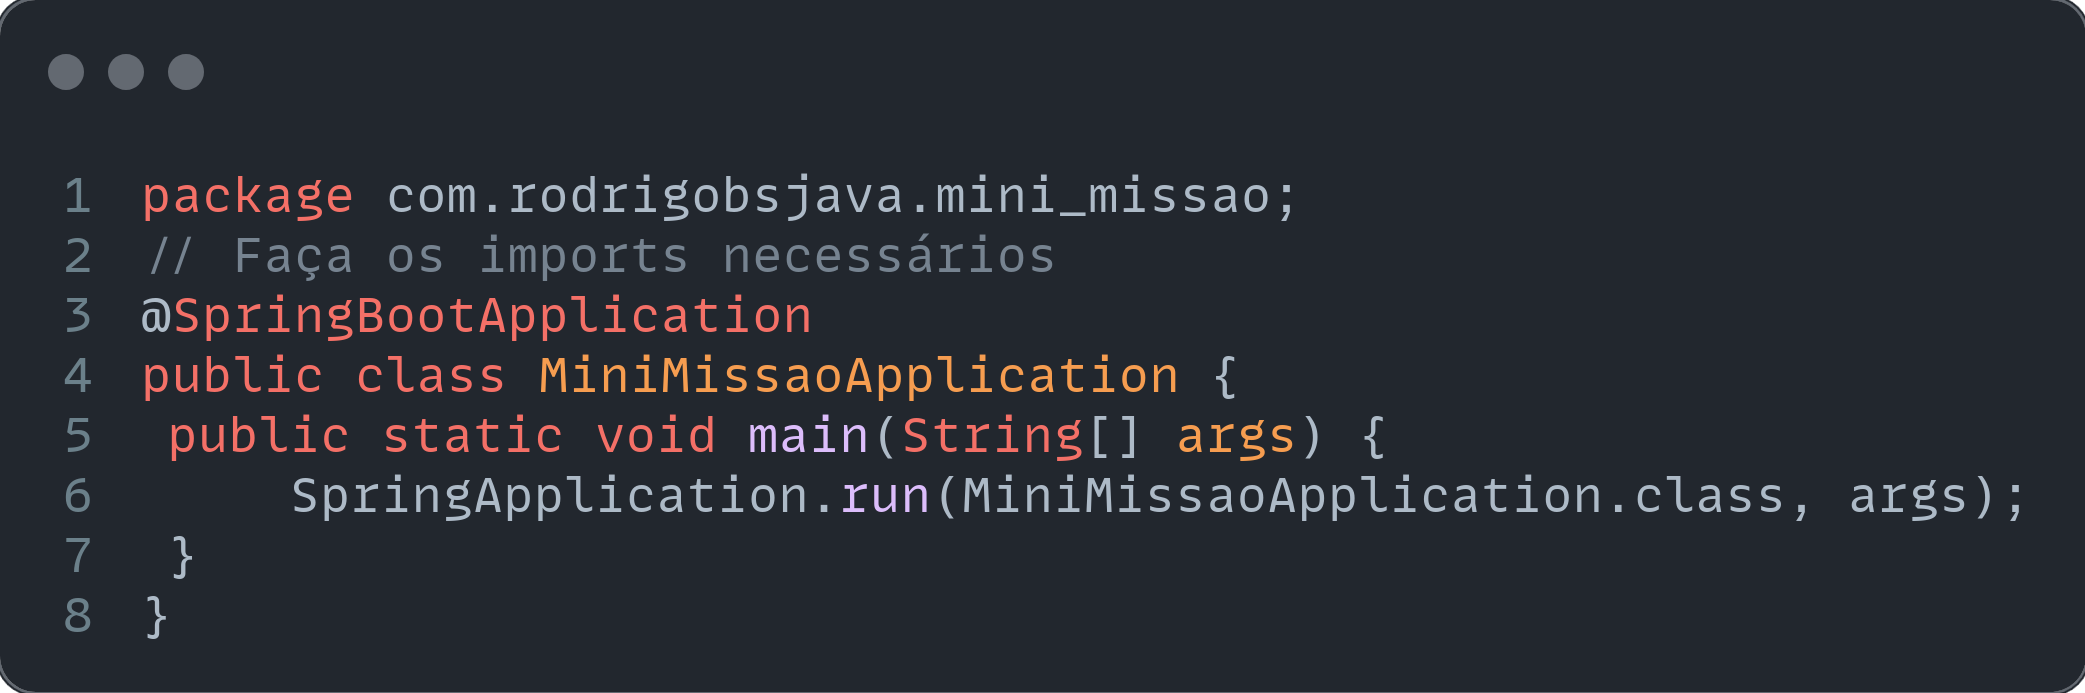 1 package com.rodrigobsjava.mini_missao;
2 // Faça os imports necessários
3 @SpringBootApplication
4 public class MiniMissaoApplication {
5  public static void main(String[] args) {
6      SpringApplication.run(MiniMissaoApplication.class, args);
7  }
8 }